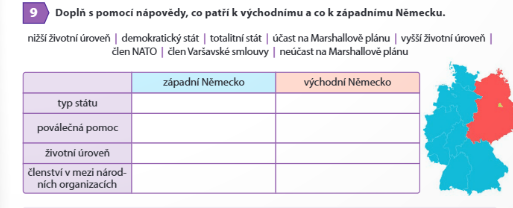 9 Doplň s pomocí nápovědy, co patří k východnímu a co k západnímu Německu.
nižší životní úroveň | demokratický stát | totalitní stát | účast na Marshallově plánu | vyšší životní úroveň |
člen NATO | člen Varšavské smlouvy | neúčast na Marshallově plánu
západní Německo východní Německo
typ státu
poválečná pomoc
životní úroveň
členství v mezi národ-
ních organizacích